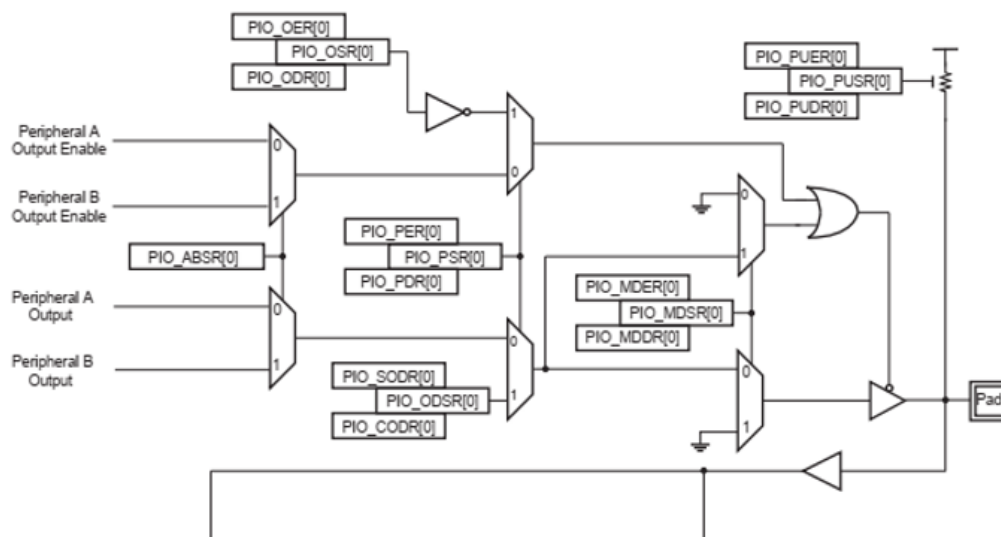 PIO_OER[0]
PIO_OSR[0]
PIO_ODR[0]
PIO_PUER[0]
PIO_PUSR[0]
PIO_PUDR[0]
1
Peripheral A
Output Enable
0
0
Peripheral B
Output Enable
1
0
PIO_PER[0]
PIO_ABSR[0]
PIO_PSR[0]
1
PIO_PDR[0]
PIO_MDER[0]
Peripheral A
Output
0
PIO_MDSR[0]
PIO_MDDR[0]
0
Peripheral B
Output
1
0
PIO_SODR[0]
PIO_ODSR[0]
1
Pad
PIO_CODR[0]
1